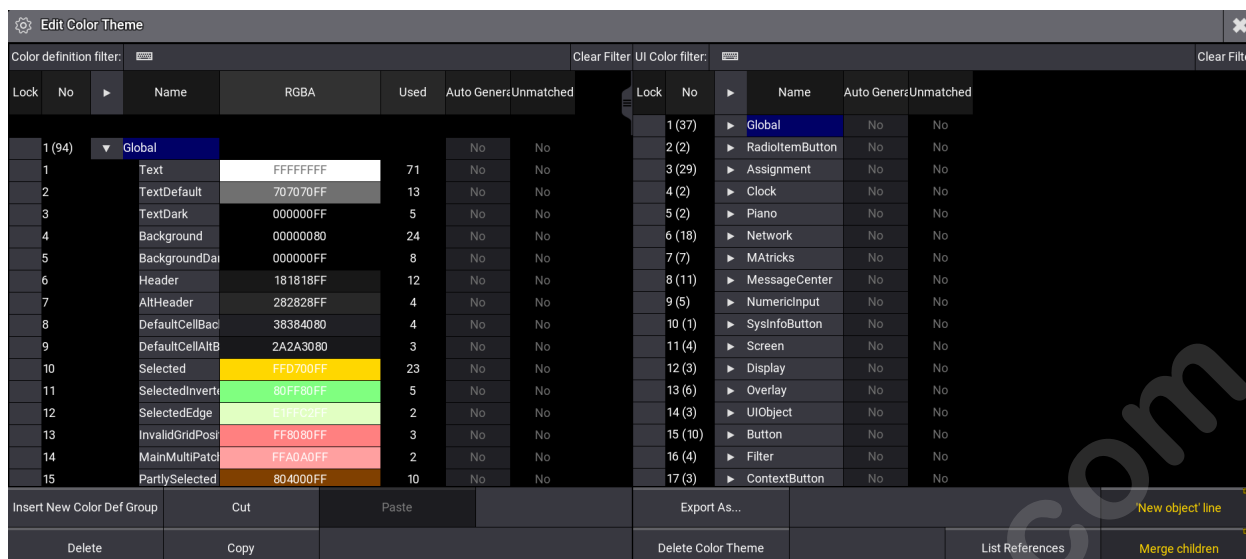 Edit Color Theme
Color definition filter: Clear Filter UI Color filter: Clear Filte
Lock No Name RGBA Used Auto Genera Unmatched Lock No Name Auto Genera Unmatched
1 (37) Global No No
1 (94) Global No No 2 (2) RadioItemButton No No
1 Text FFFFFFFF 71 No No 3 (29) Assignment No No
2 TextDefault 707070FF 13 No No 4 (2) Clock No No
3 TextDark 000000FF 5 No No 5 (2) Piano No No
4 Background 00000080 24 No No 6 (18) Network No No
5 BackgroundDar 000000FF 8 No No 7 (7) MAtricks No No
6 Header 181818FF 12 No No 8 (11) MessageCenter No No
7 AltHeader 282828FF 4 No No 9 (5) NumericInput No No
8 DefaultCellBac 38384080 4 No No 10 (1) SysInfoButton No No
9 DefaultCellAltB 2A2A3080 3 No No 11 (4) Screen No No
10 Selected FFD700FF 23 No No 12 (3) Display No No
11 SelectedInverte 80FF80FF 5 No No 13 (6) Overlay No No
12 SelectedEdge E1FFC2FF 2 No No 14 (3) UIObject No No
13 InvalidGridPosit FF8080FF 3 No No 15 (10) Button No No
14 MainMultiPatch FFA0A0FF 2 No No 16 (4) Filter No No
15 PartlySelected 804000FF 10 No No 17 (3) ContextButton No No
Insert New Color Def Group Cut Paste Export As... 'New object' line
Delete Copy Delete Color Theme List References Merge children
com